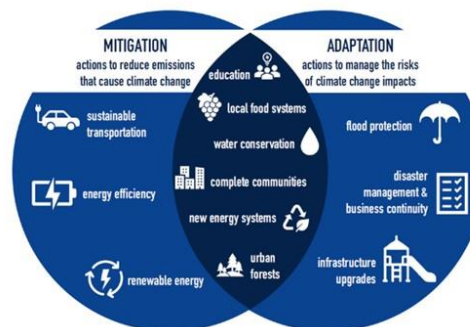 MITIGATION
actions to reduce emissions
that cause climate change
sustainable
transportation
energy efficiency
renewable energy
education
local food systems
water conservation
complete communities
new energy systems
urban
forests
ADAPTATION
actions to manage the risks
of climate change impacts
flood protection
disaster
management &
business continuity
infrastructure
upgrades